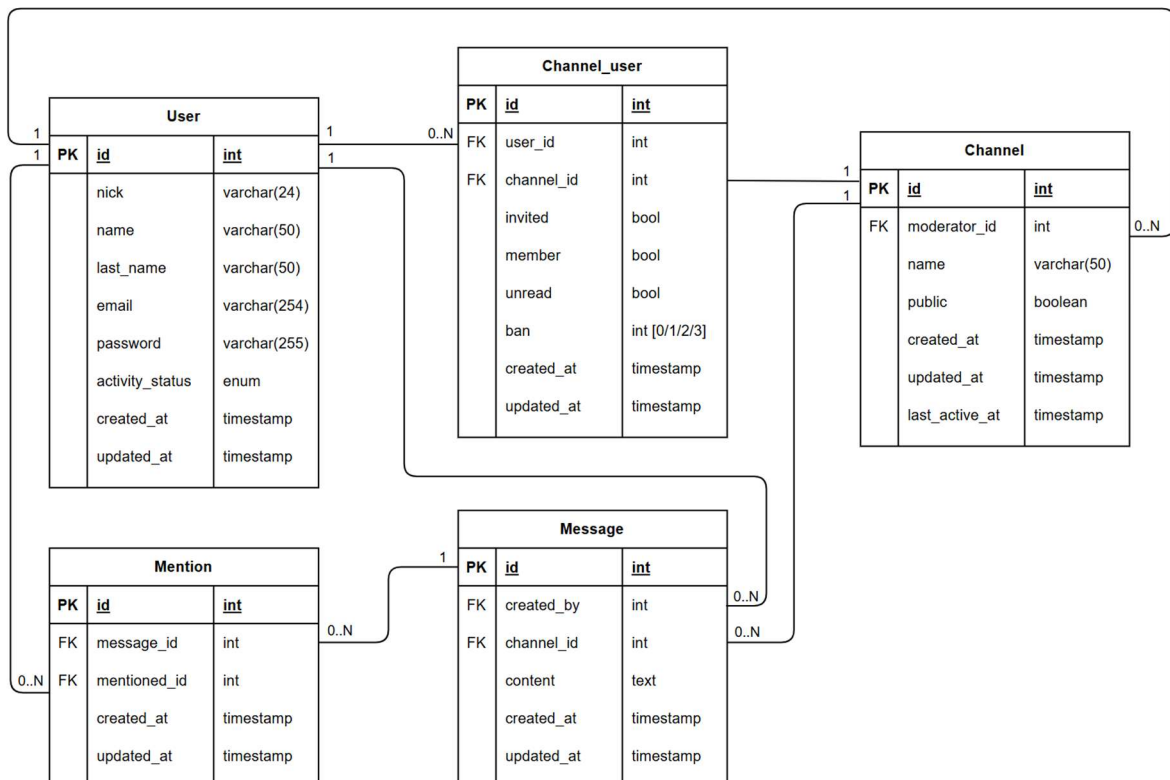 User
PK id int
nick varchar(24)
name varchar(50)
last_name varchar(50)
email varchar(254)
password varchar(255)
activity_status enum
created_at timestamp
updated_at timestamp
1
1
1
1
0..N
Channel_user
PK id int
FK user_id int
FK channel_id int
invited bool
member bool
unread bool
ban int [0/1/2/3]
created_at timestamp
updated_at timestamp
1
1
Channel
PK id int
FK moderator_id int
name varchar(50)
public boolean
created_at timestamp
updated_at timestamp
last_active_at timestamp
0..N
Mention
PK id int
FK message_id int
FK mentioned_id int
created_at timestamp
updated_at timestamp
0..N
0..N
1
Message
PK id int
FK created_by int
FK channel_id int
content text
created_at timestamp
updated_at timestamp
0..N
0..N